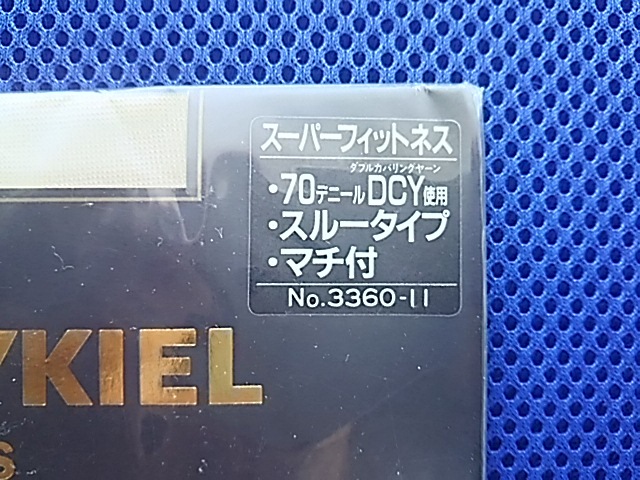 スーパーフィットネス
ダブルカバリングヤーン
・70デニールDCY使用
・スルータイプ
・マチ付
No.3360-11
YKIEL
S